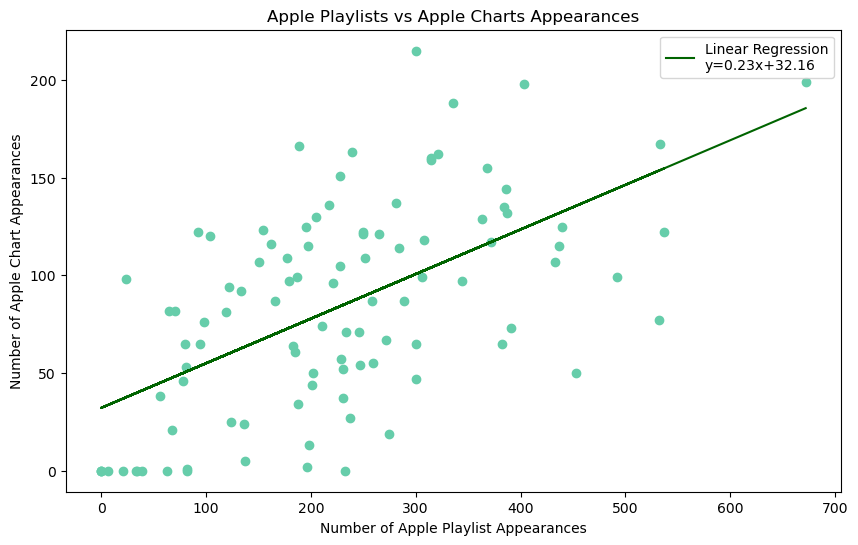 Apple Playlists vs Apple Charts Appearances
Linear Regression
y=0.23x+32.16
Number of Apple Chart Appearances
200
150
100
50
0
0 100 200 300 400 500 600 700
Number of Apple Playlist Appearances